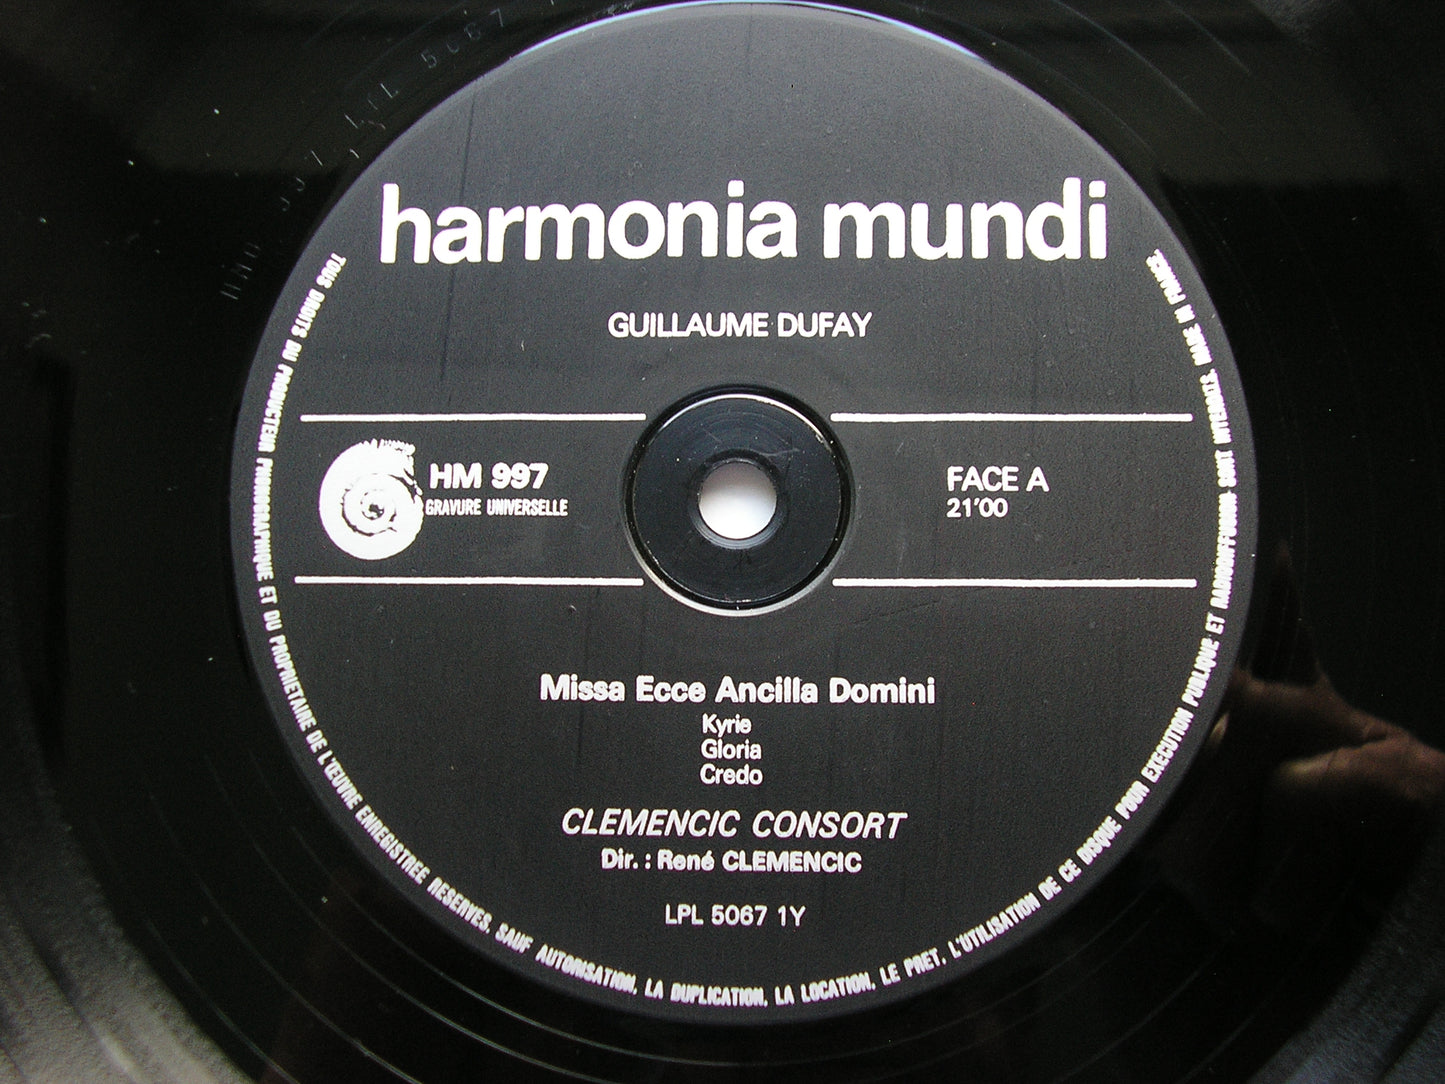 harmonia mundi
GUILLAUME DUFAY
HM 997
GRAVURE UNIVERSELLE
FACE A
21'00
Missa Ecce Ancilla Domini
Kyrie
Gloria
Credo
CLEMENCIC CONSORT
Dir. : René CLEMENCIC
LPL 5067 1Y
TOUS DROITS DU PRODUCTEUR PHONOGRAPHIQUE ET DU PROPRIETAIRE DE L'ŒUVRE ENREGISTREE RESERVES. SAUF AUTORISATION, LA DUPLICATION, LA LOCATION, LE PRET, L'UTILISATION DE CE DISQUE POUR EXECUTION PUBLIQUE ET RADIODIFFUSION SONT INTERDITS. MADE IN FRANCE
LPL 5067